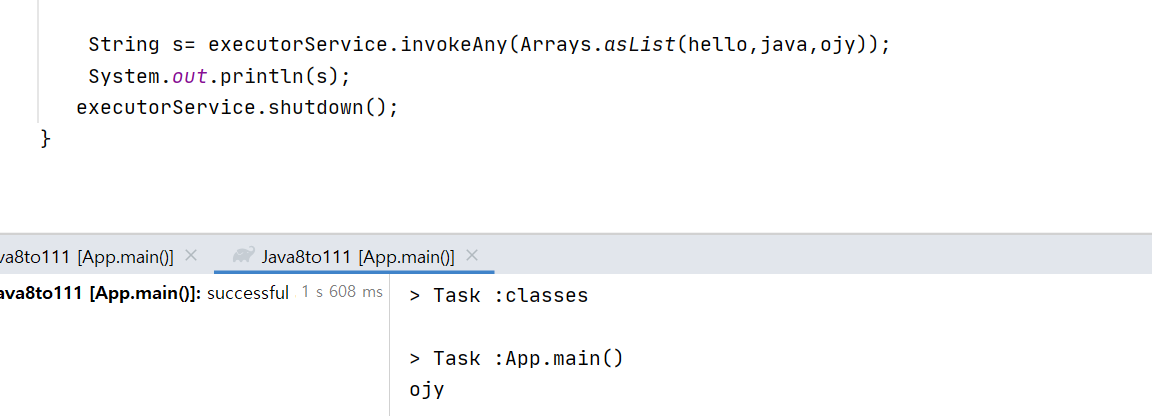 String s= executorService.invokeAny(Arrays.asList(hello,java,ojy));
System.out.println(s);
executorService.shutdown();
}
va8to111 [App.main()] ×
Java8to111 [App.main()] ×
ava8to111 [App.main()]: successful 1 s 608 ms
> Task :classes
> Task :App.main()
ojy